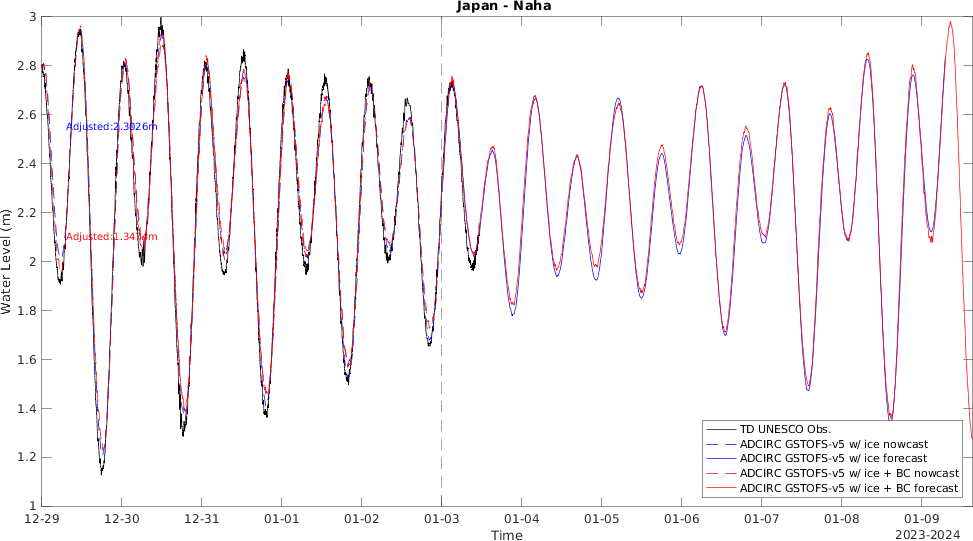 Japan - Naha
3
2.8
2.6
2.4
2.2
2
1.8
1.6
1.4
1.2
1
Water Level (m)
Adjusted:2.3026m
Adjusted:1.3474m
TD UNESCO Obs.
ADCIRC GSTOFS-v5 w/ ice nowcast
ADCIRC GSTOFS-v5 w/ ice forecast
ADCIRC GSTOFS-v5 w/ ice + BC nowcast
ADCIRC GSTOFS-v5 w/ ice + BC forecast
12-29 12-30 12-31 01-01 01-02 01-03 01-04 01-05 01-06 01-07 01-08 01-09
Time
2023-2024